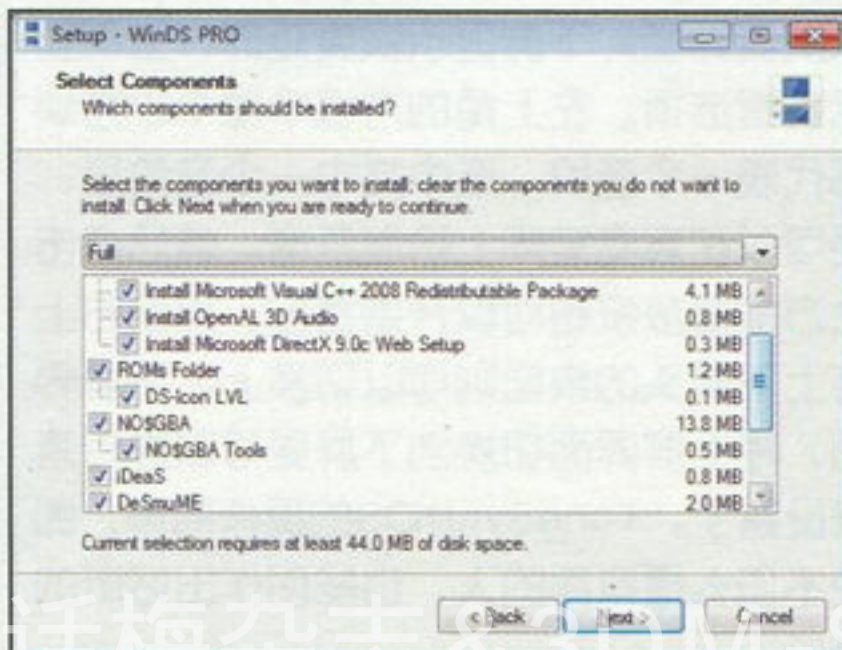 Setup - WinDS PRO
Select Components
Which components should be installed?
Select the components you want to install; clear the components you do not want to
install. Click Next when you are ready to continue.
Full
Install Microsoft Visual C++ 2008 Redistributable Package 4.1 MB
Install OpenAL 3D Audio 0.8 MB
Install Microsoft DirectX 9.0c Web Setup 0.3 MB
ROMs Folder 1.2 MB
DS-Icon LVL 0.1 MB
NO$GBA 13.8 MB
NO$GBA Tools 0.5 MB
iDeaS 0.8 MB
DeSmuME 2.0 MB
Current selection requires at least 44.0 MB of disk space.
< Back Next > Cancel
话梅杂志 & 3DM